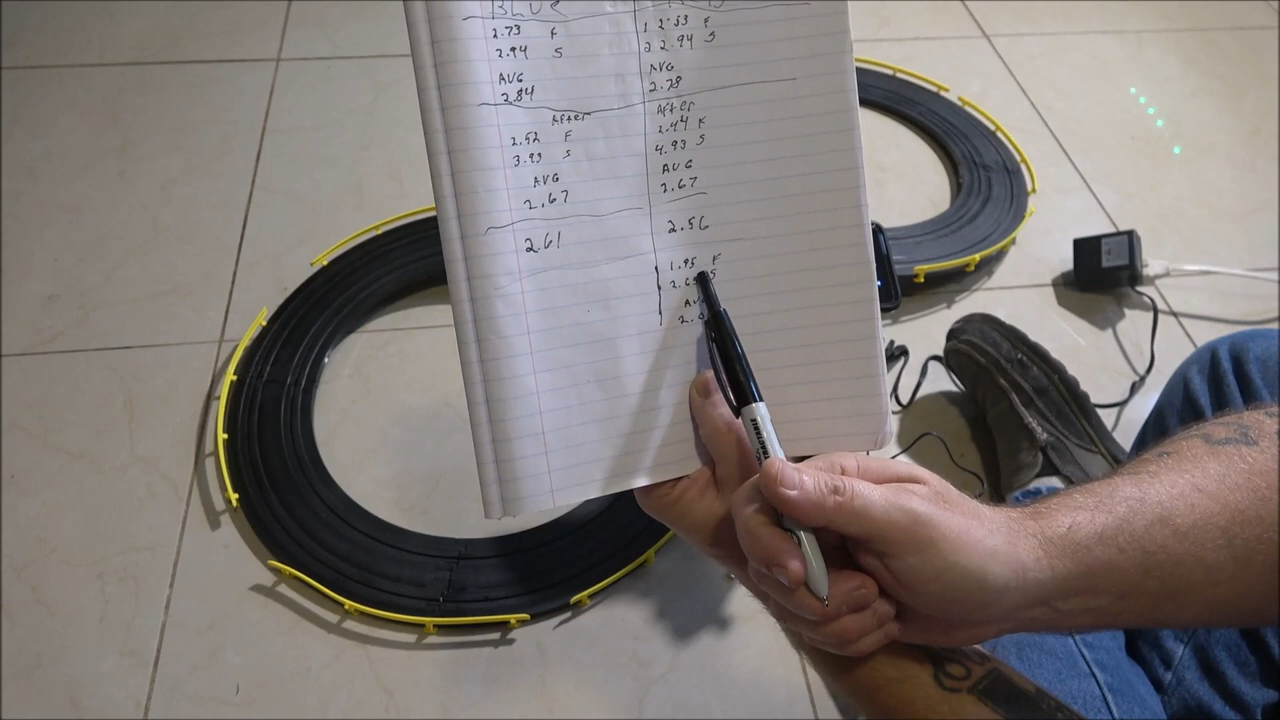 BLUE
2.73 F
2.94 S
AVG
2.84
After
2.52 F
3.93 S
AVG
2.67
2.61
1 2.53 F
2 2.94 S
AVG
2.78
After
2.44 F
4.93 S
AVG
2.67
2.56
1.95 F
S